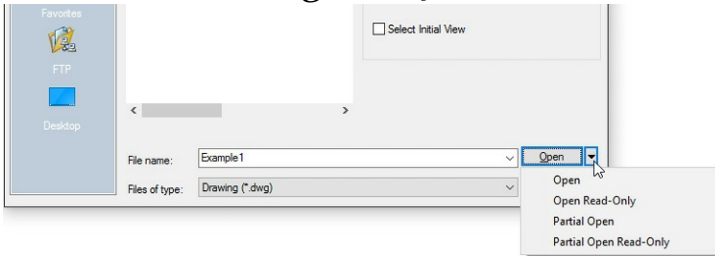 Favorites
Select Initial View
FTP
Desktop
File name: Example1 Open
Files of type: Drawing (*.dwg)
Open
Open Read-Only
Partial Open
Partial Open Read-Only